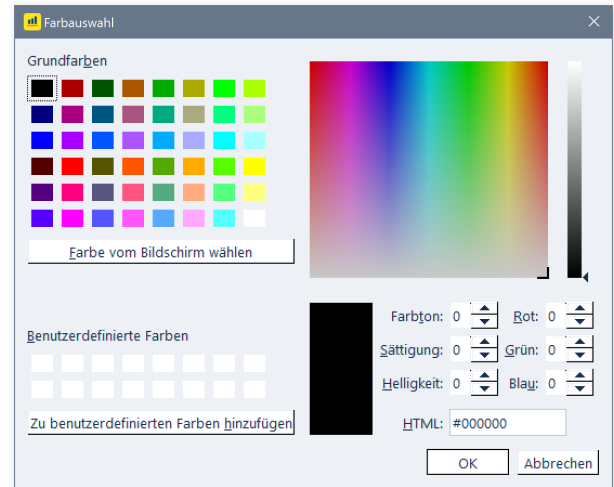 Farbauswahl
Grundfarben
Farbe vom Bildschirm wählen
Benutzerdefinierte Farben
Zu benutzerdefinierten Farben hinzufügen
Farbton: 0 Rot: 0
Sättigung: 0 Grün: 0
Helligkeit: 0 Blau: 0
HTML: #000000
OK Abbrechen